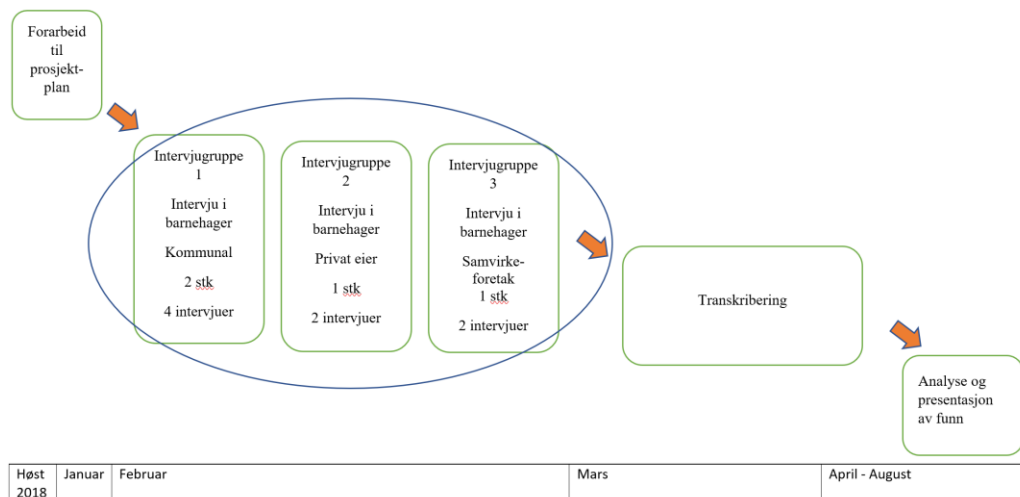 Forarbeid
til
prosjekt-
plan
Intervjugruppe
1
Intervju i
barnehager
Kommunal
2 stk
4 intervjuer
Intervjugruppe
2
Intervju i
barnehager
Privat eier
1 stk
2 intervjuer
Intervjugruppe
3
Intervju i
barnehager
Samvirke-
foretak
1 stk
2 intervjuer
Transkribering
Analyse og
presentasjon
av funn
Høst
2018
Januar
Februar
Mars
April - August